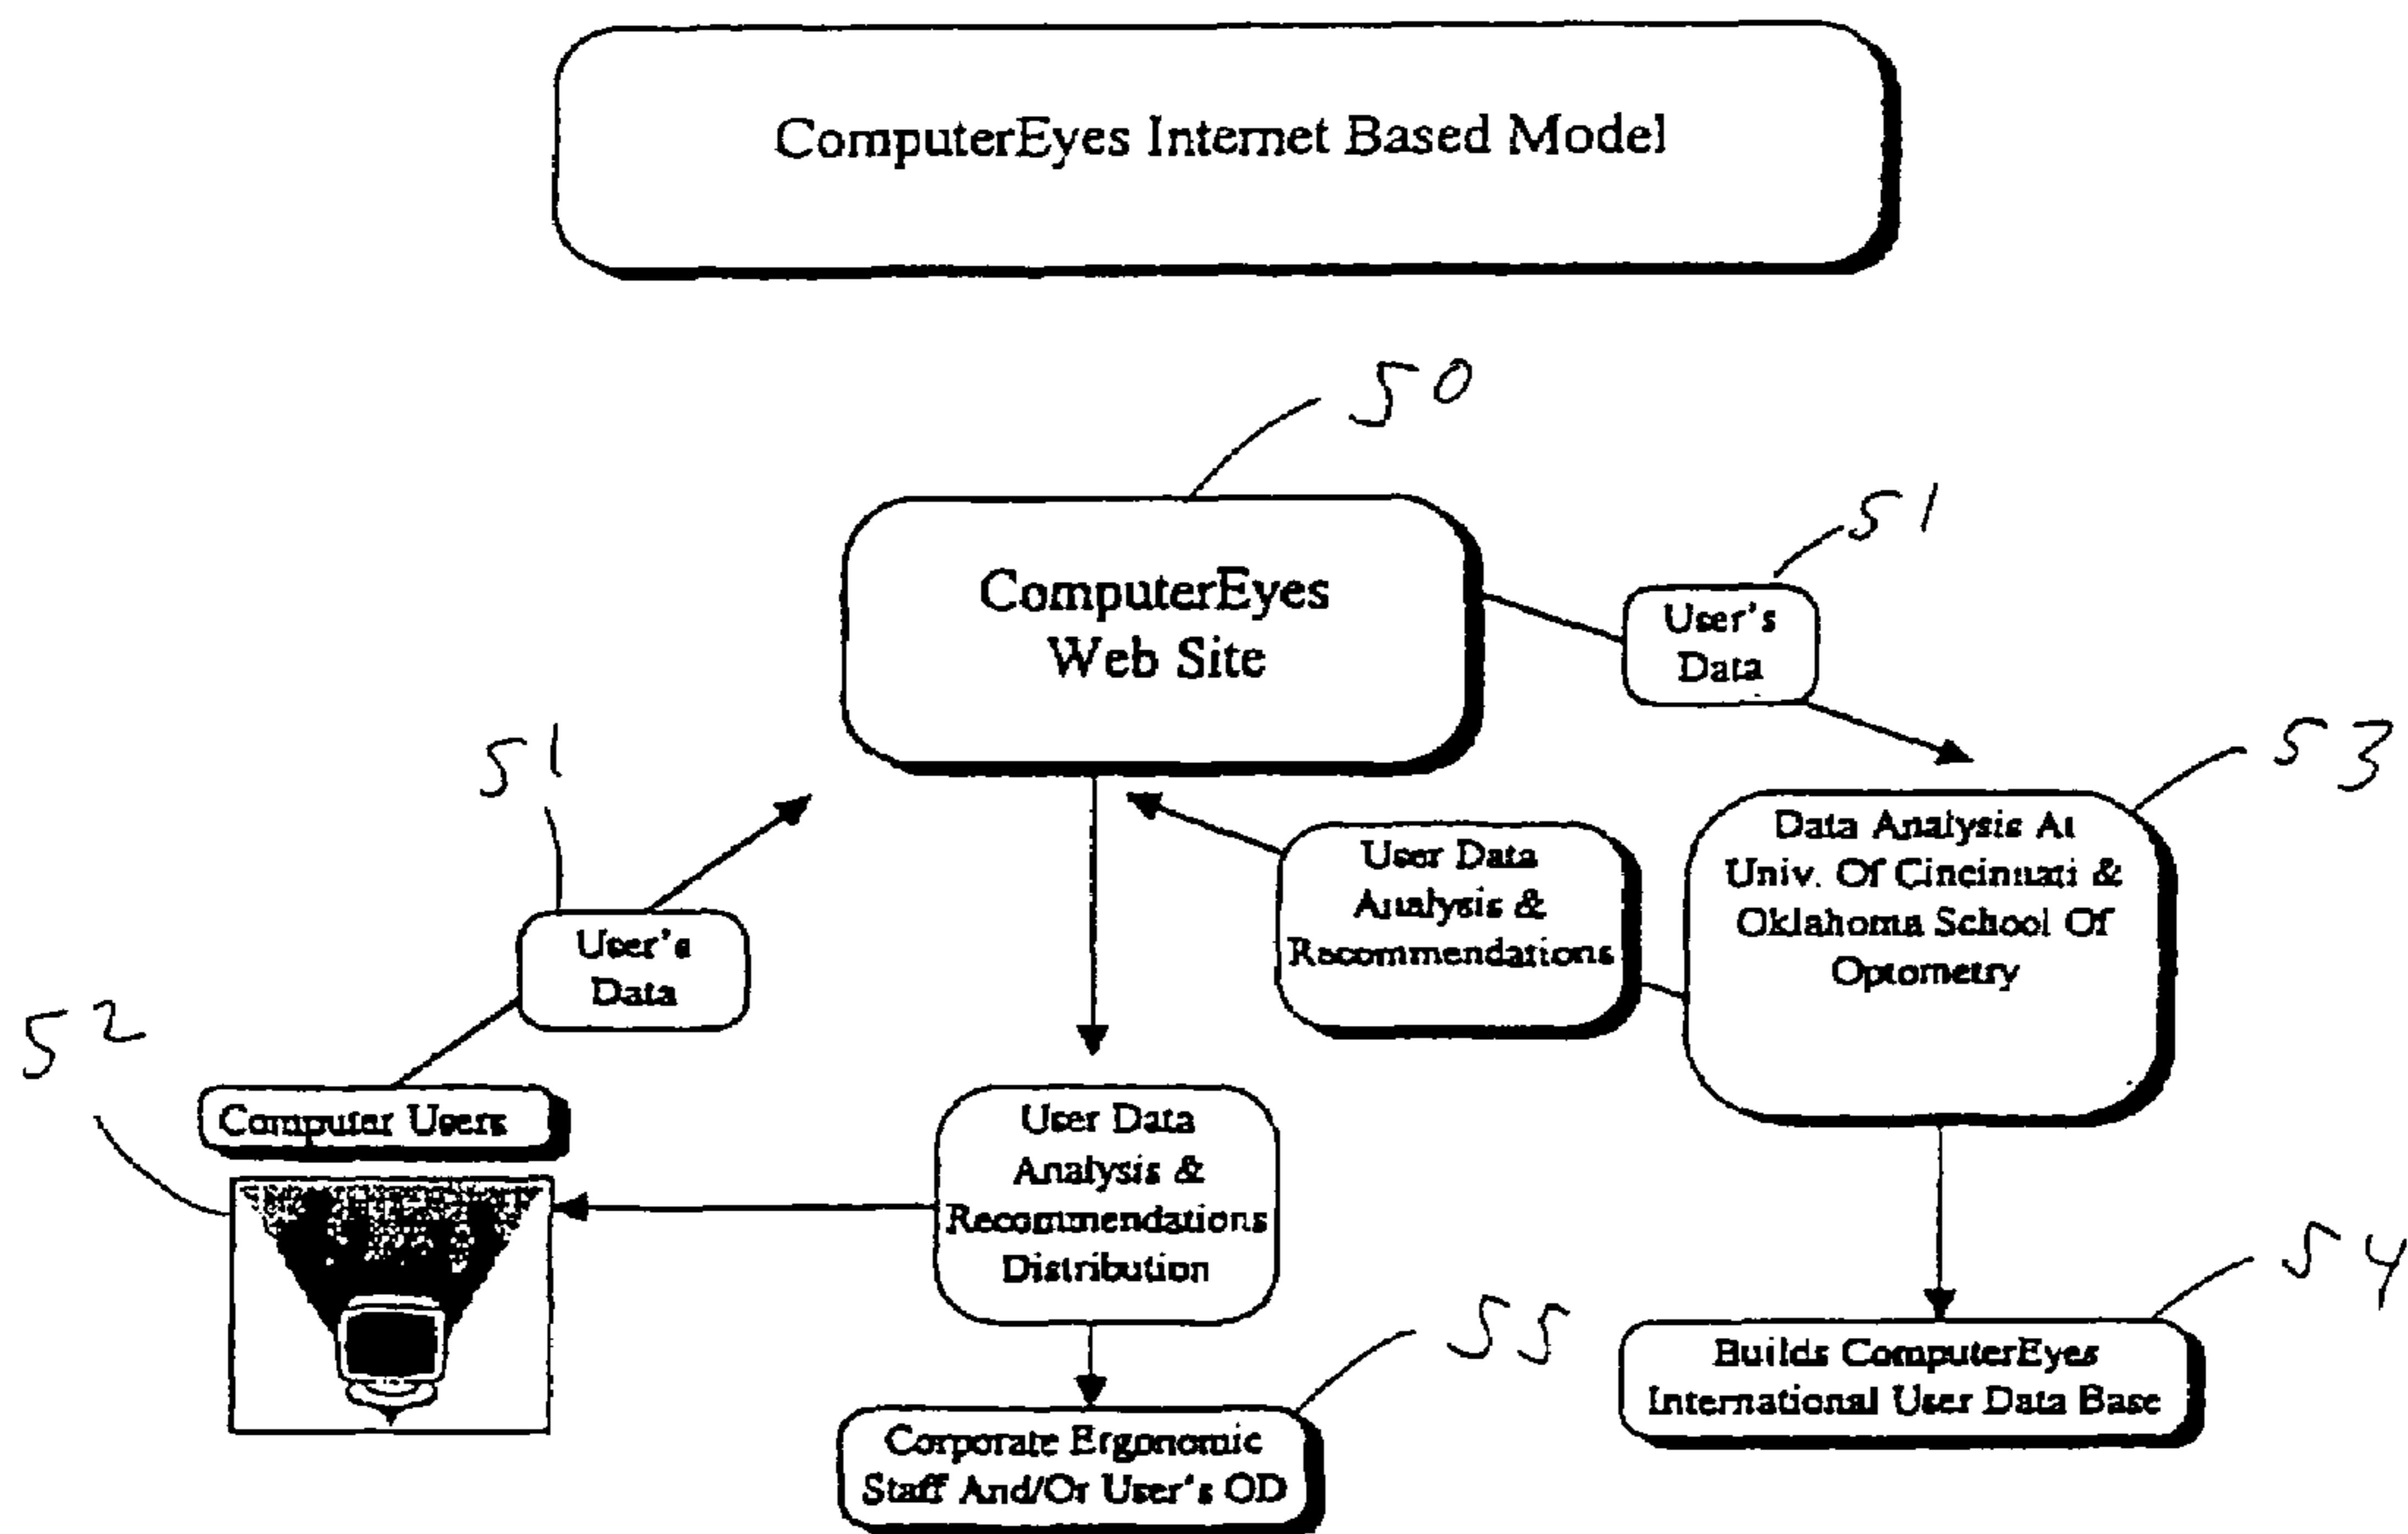 ComputerEyes Internet Based Model
50
ComputerEyes
Web Site
51
User's
Data
53
Data Analysis At
Univ. Of Cincinnati &
Oklahoma School Of
Optometry
User Data
Analysis &
Recommendations
51
User's
Data
52
Computer Users
User Data
Analysis &
Recommendations
Distribution
54
Builds ComputerEyes
International User Data Base
55
Corporate Ergonomic
Staff And/Or User's OD